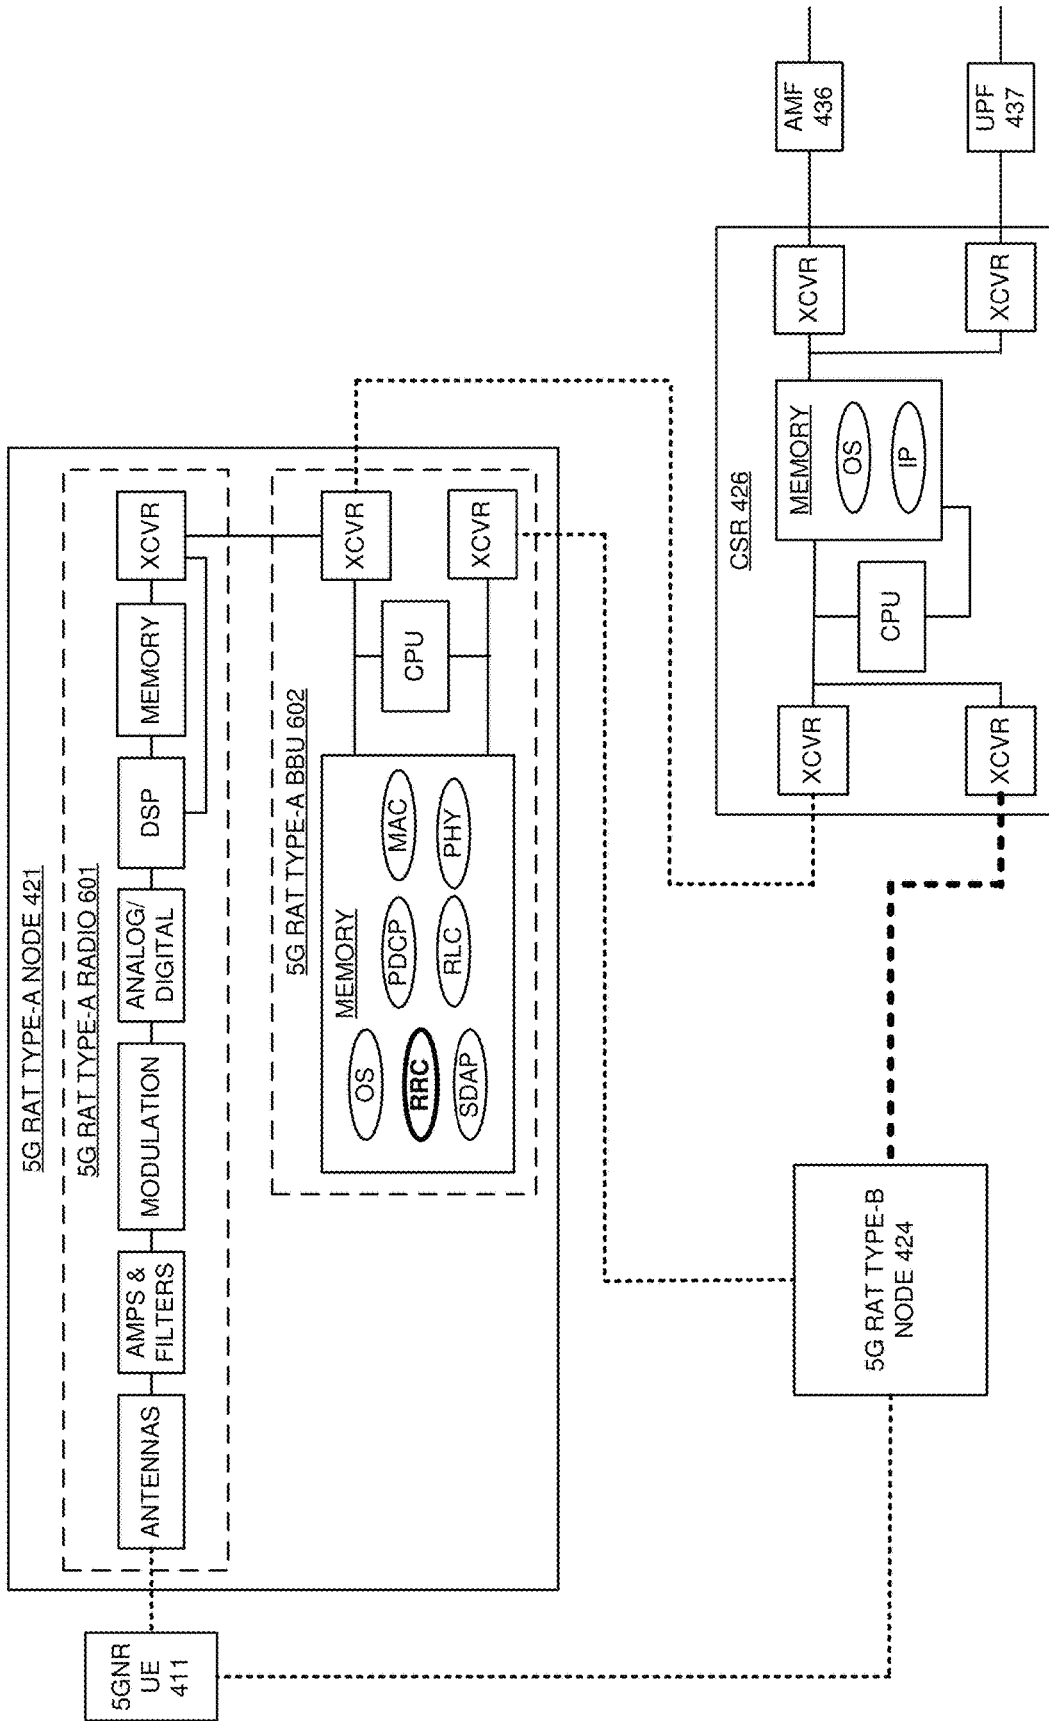 5GNR
UE
411
5G RAT TYPE-A NODE 421
5G RAT TYPE-A RADIO 601
ANTENNAS
AMPS &
FILTERS
MODULATION
ANALOG/
DIGITAL
DSP
MEMORY
XCVR
5G RAT TYPE-A BBU 602
MEMORY
OS
RRC
SDAP
PDCP
RLC
MAC
PHY
CPU
XCVR
XCVR
5G RAT TYPE-B
NODE 424
CSR 426
XCVR
XCVR
CPU
MEMORY
OS
IP
XCVR
XCVR
AMF
436
UPF
437